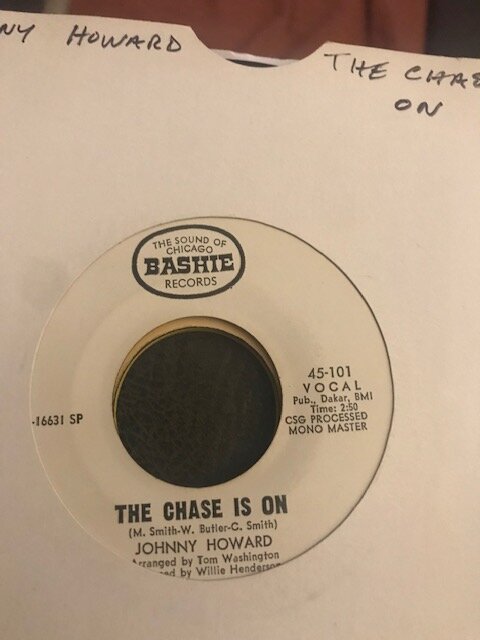 NY HOWARD
THE CHAS
ON
THE SOUND OF
CHICAGO
BASHIE
RECORDS
45-101
VOCAL
Pub., Dakar, BMI
Time: 2:50
CSG PROCESSED
MONO MASTER
-16631 SP
THE CHASE IS ON
(M. Smith-W. Butler-C. Smith)
JOHNNY HOWARD
Arranged by Tom Washington
ed by Willie Henderson